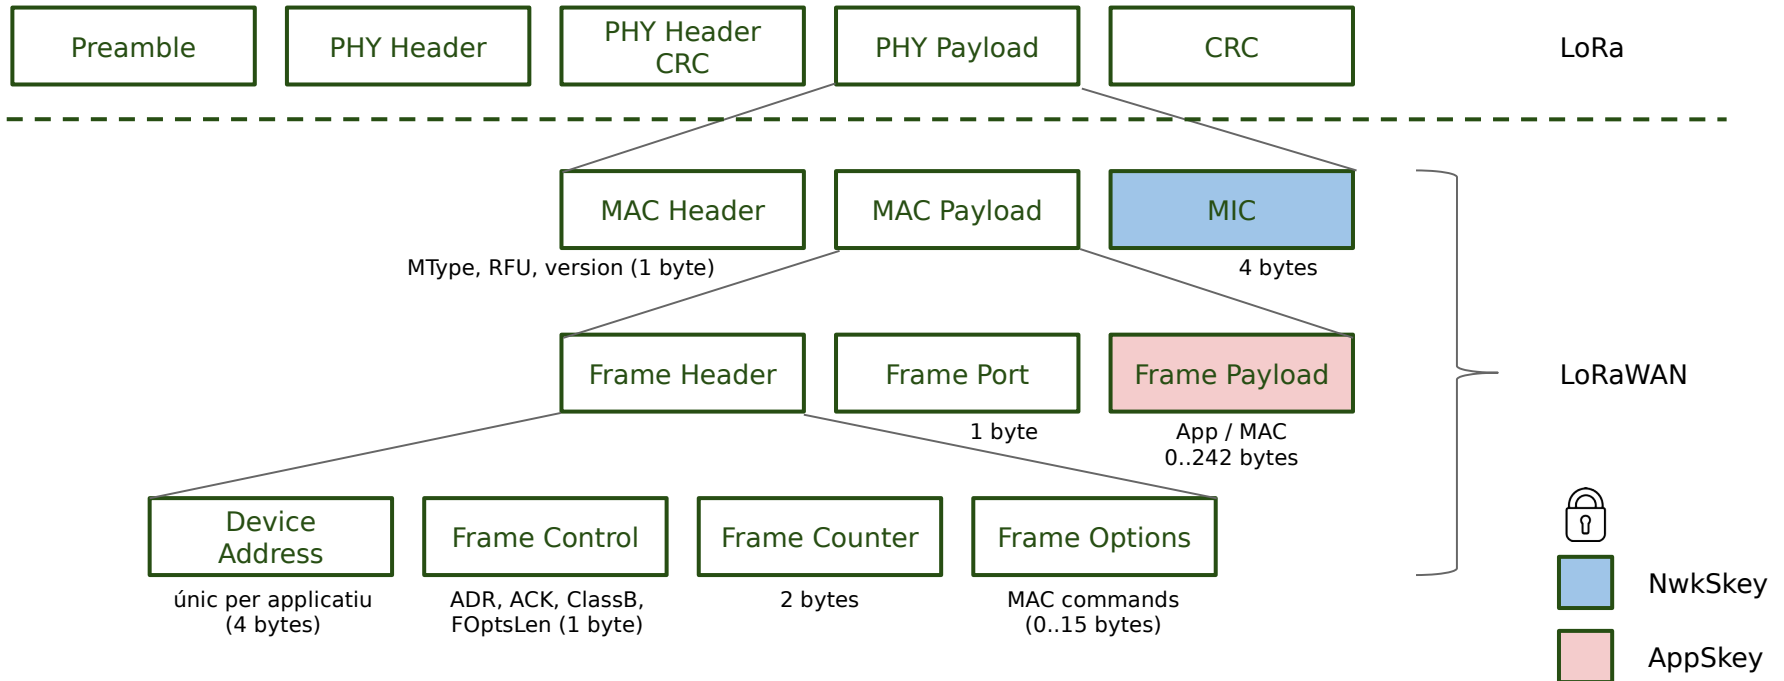 Preamble
PHY Header
PHY Header
CRC
PHY Payload
CRC
LoRa
MAC Header
MAC Payload
MIC
MType, RFU, version (1 byte)
4 bytes
Frame Header
Frame Port
Frame Payload
LoRaWAN
1 byte
App / MAC
0..242 bytes
Device
Address
Frame Control
Frame Counter
Frame Options
únic per applicatiu
(4 bytes)
ADR, ACK, ClassB,
FOptsLen (1 byte)
2 bytes
MAC commands
(0..15 bytes)
NwkSkey
AppSkey